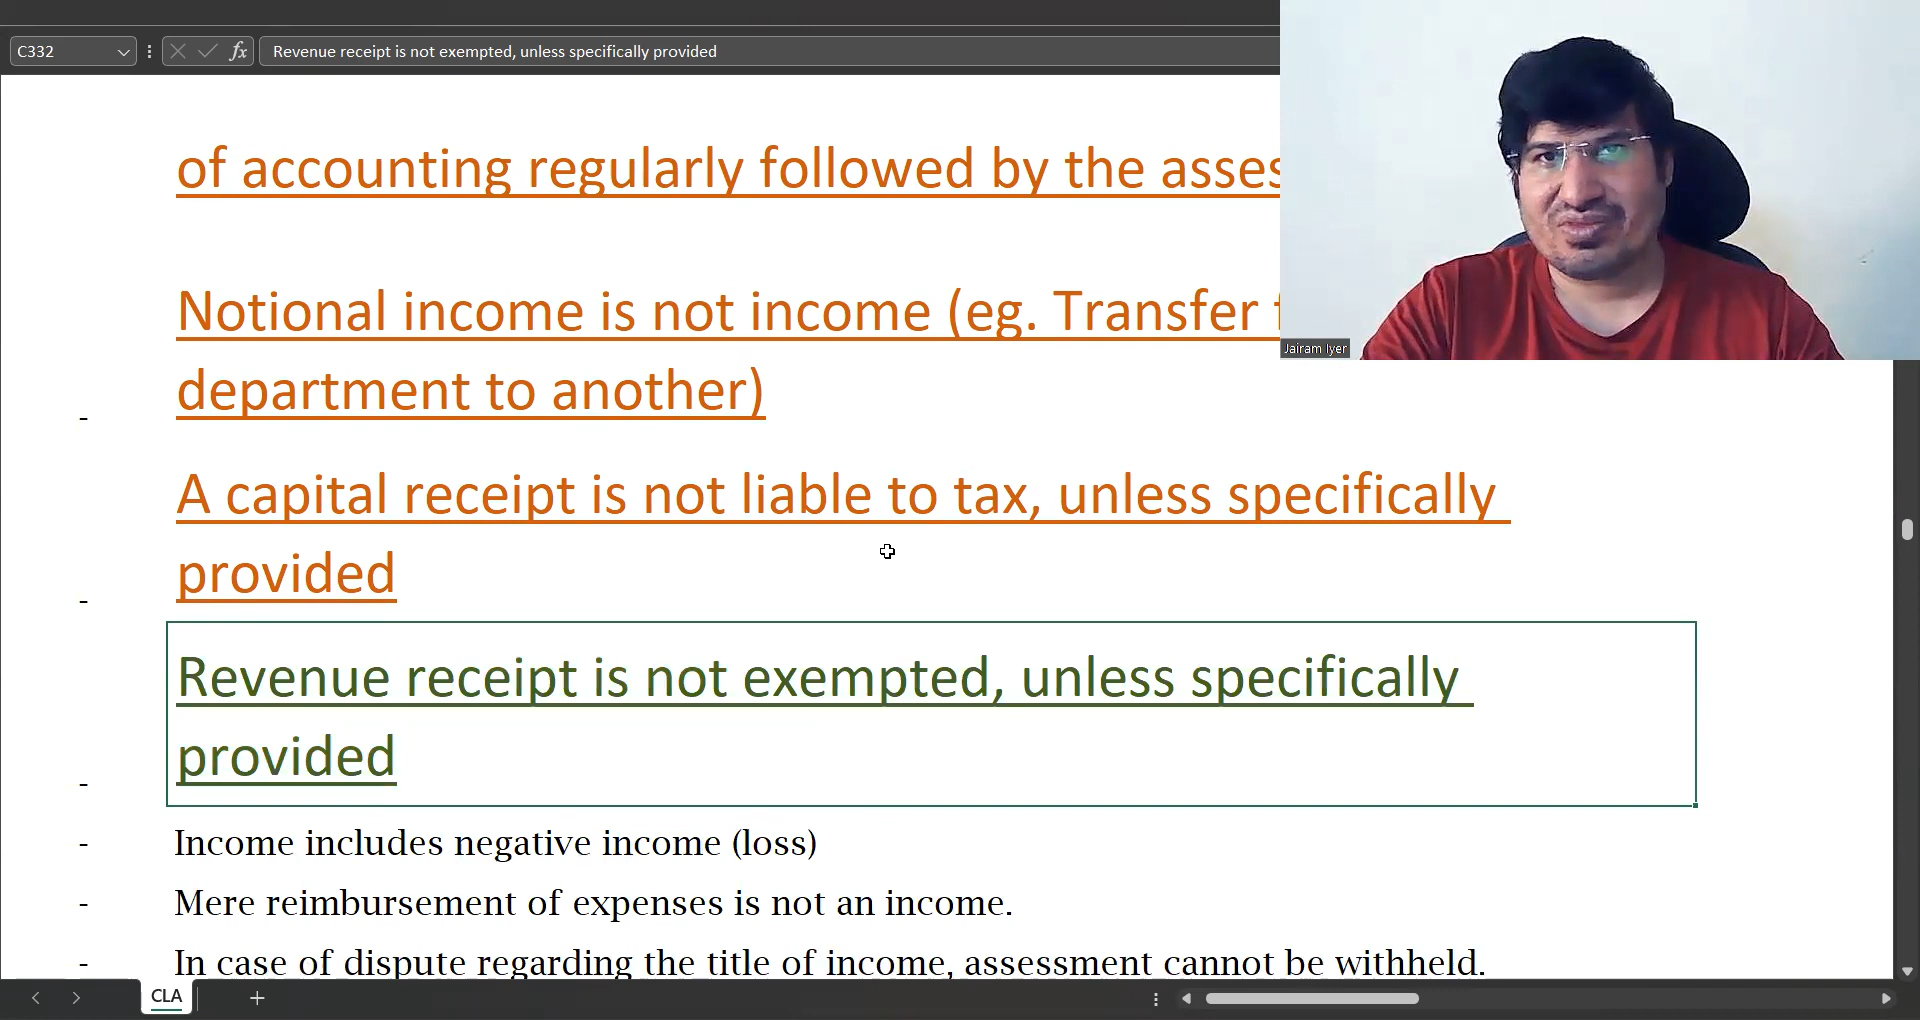 C332
fx
Revenue receipt is not exempted, unless specifically provided
of accounting regularly followed by the asses
Notional income is not income (eg. Transfer
department to another)
-
A capital receipt is not liable to tax, unless specifically
provided
-
Revenue receipt is not exempted, unless specifically
provided
-
- Income includes negative income (loss)
- Mere reimbursement of expenses is not an income.
- In case of dispute regarding the title of income, assessment cannot be withheld.
Jairam Iyer
CLA